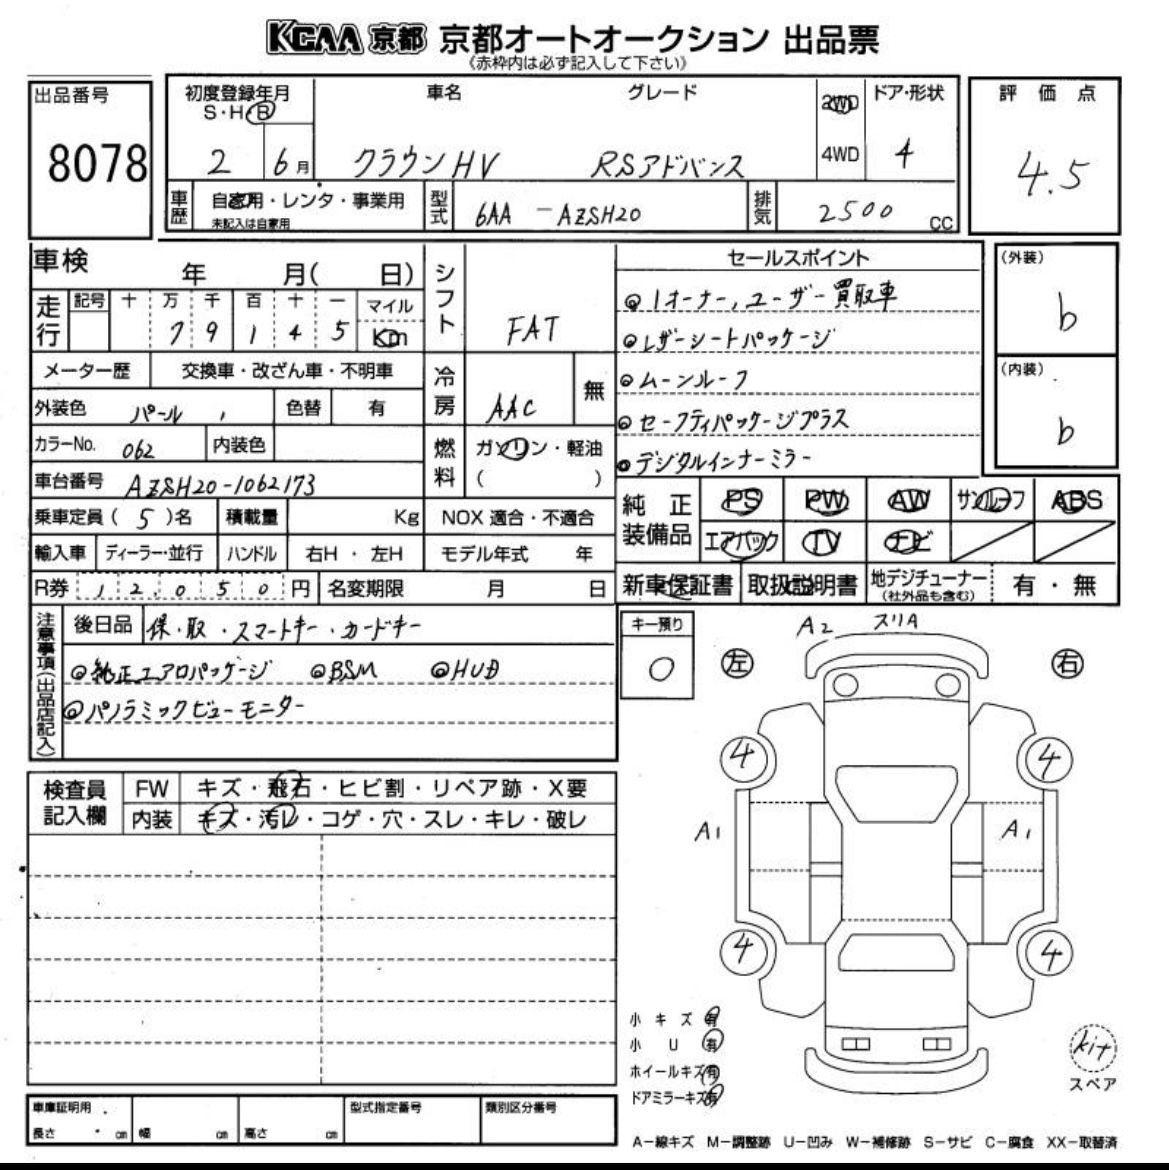 KCAA 京都 京都オートオークション 出品票
(赤枠内は必ず記入して下さい)
出品番号
8078
初度登録年月
S・H・R
2 6月
車名
クラウンHV
グレード
RSアドバンス
2WD
4WD
ドア・形状
4
評価点
4.5
車歴
自家用・レンタ・事業用
未記入は自家用
型式
6AA - AZSH20
排気
2500 CC
車検 年 月( 日)
走行
記号 十 万 千 百 十 一
7 9 1 4 5
マイル
Km
シフト
FAT
メーター歴 交換車・改ざん車・不明車
外装色 パール
色替 有
冷房
AAC
無
カラーNo. 062
内装色
燃料
ガソリン・軽油
( )
車台番号 AZSH20-1062173
乗車定員( 5 )名 積載量 Kg NOX 適合・不適合
輸入車 ディーラー・並行 ハンドル 右H・左H モデル年式 年
R券 12,050円 名変期限 月 日
セールスポイント
◎1オーナー,ユーザー買取車
◎レザーシートパッケージ
◎ムーンルーフ
◎セーフティパッケージプラス
◎デジタルインナーミラー
(外装)
b
(内装)
b
純正装備品
PS PW AW サンルーフ ABS
エアバック TV ナビ
新車保証書 取扱説明書 地デジチューナー (社外品も含む) 有・無
注意事項(出品店記入)
後日品 保・取・スマートキー・カードキー
◎純正エアロパッケージ ◎BSM ◎HUD
◎パノラミックビューモニター
キー預り
0
検査員記入欄
FW キズ・飛石・ヒビ割・リペア跡・X要
内装 キズ・汚レ・コゲ・穴・スレ・キレ・破レ
A2 スリA
左 右
4 4
A1 A1
4 4
小キズ有
小U有
ホイールキズ有
ドアミラーキズ有
kit
スペア
車庫証明用
長さ cm 幅 cm 高さ cm
型式指定番号
類別区分番号
A-線キズ M-調整跡 U-凹み W-補修跡 S-サビ C-腐食 XX-取替済